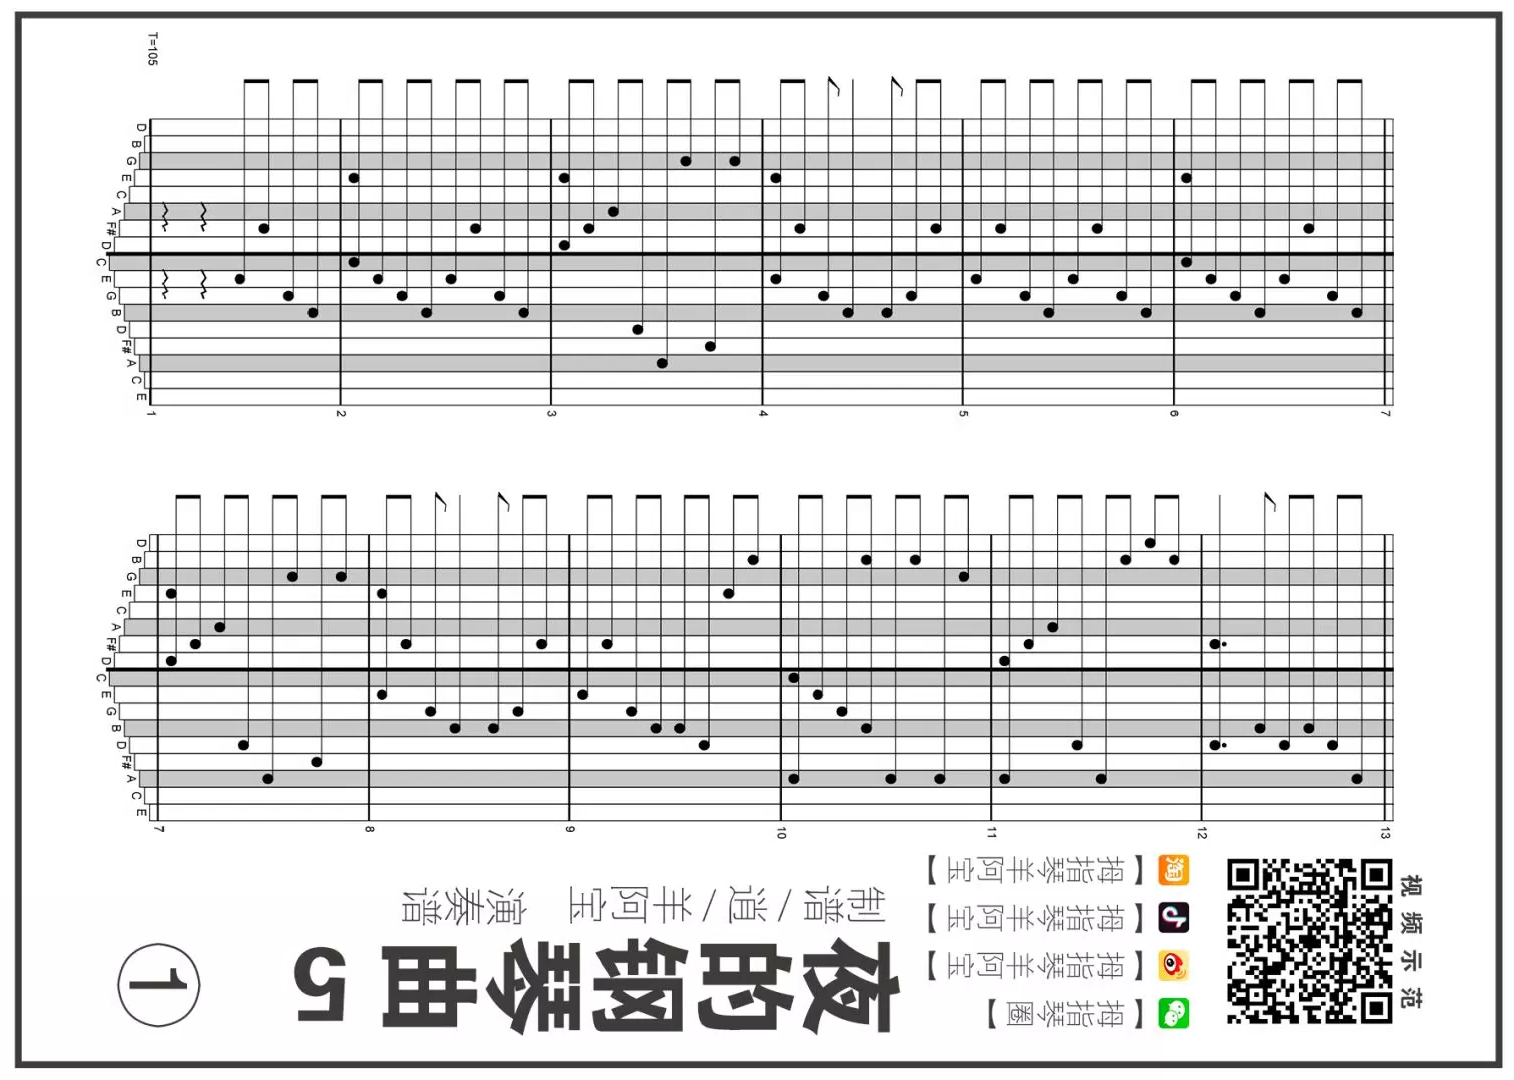 夜的钢琴曲 5
制谱/逍/羊阿宝 演奏谱
①
淘
【拇指琴羊阿宝】
【拇指琴羊阿宝】
【拇指琴羊阿宝】
【拇指琴圈】
视频示范
T=105
D B G E C A F# D C E G B D F# A C E
1 2 3 4 5 6 7
D B G E C A F# D C E G B D F# A C E
7 8 9 10 11 12 13